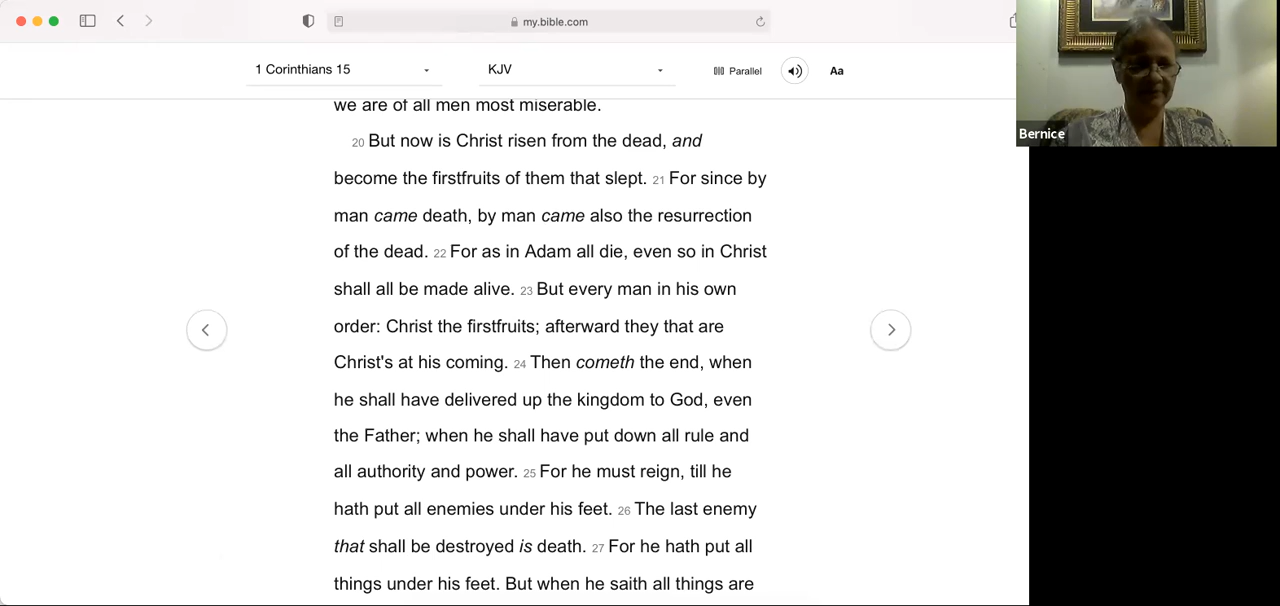 my.bible.com
1 Corinthians 15
KJV
Parallel
Aa
Bernice
we are of all men most miserable.
20 But now is Christ risen from the dead, and
become the firstfruits of them that slept. 21 For since by
man came death, by man came also the resurrection
of the dead. 22 For as in Adam all die, even so in Christ
shall all be made alive. 23 But every man in his own
order: Christ the firstfruits; afterward they that are
Christ's at his coming. 24 Then cometh the end, when
he shall have delivered up the kingdom to God, even
the Father; when he shall have put down all rule and
all authority and power. 25 For he must reign, till he
hath put all enemies under his feet. 26 The last enemy
that shall be destroyed is death. 27 For he hath put all
things under his feet. But when he saith all things are